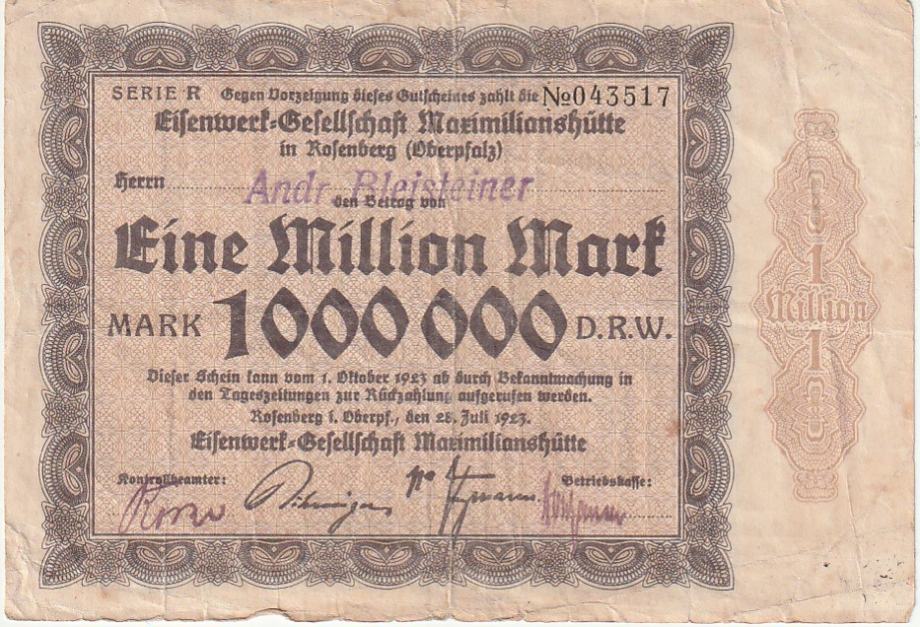 SERIE R Gegen Vorzeigung dieses Gutscheines zahlt die №043517
Eisenwerk-Gesellschaft Maximilianshütte
in Rosenberg (Oberpfalz)
Herrn Andr. Bleisteiner
den Betrag von
Eine Million Mark
MARK 1000 000 D.R.W.
Dieser Schein kann vom 1. Oktober 1923 ab durch Bekanntmachung in
den Tageszeitungen zur Rückzahlung aufgerufen werden.
Rosenberg i. Oberpf., den 28. Juli 1923.
Eisenwerk-Gesellschaft Maximilianshütte
Kontrollbeamter:
Betriebskasse:
1
Million
1